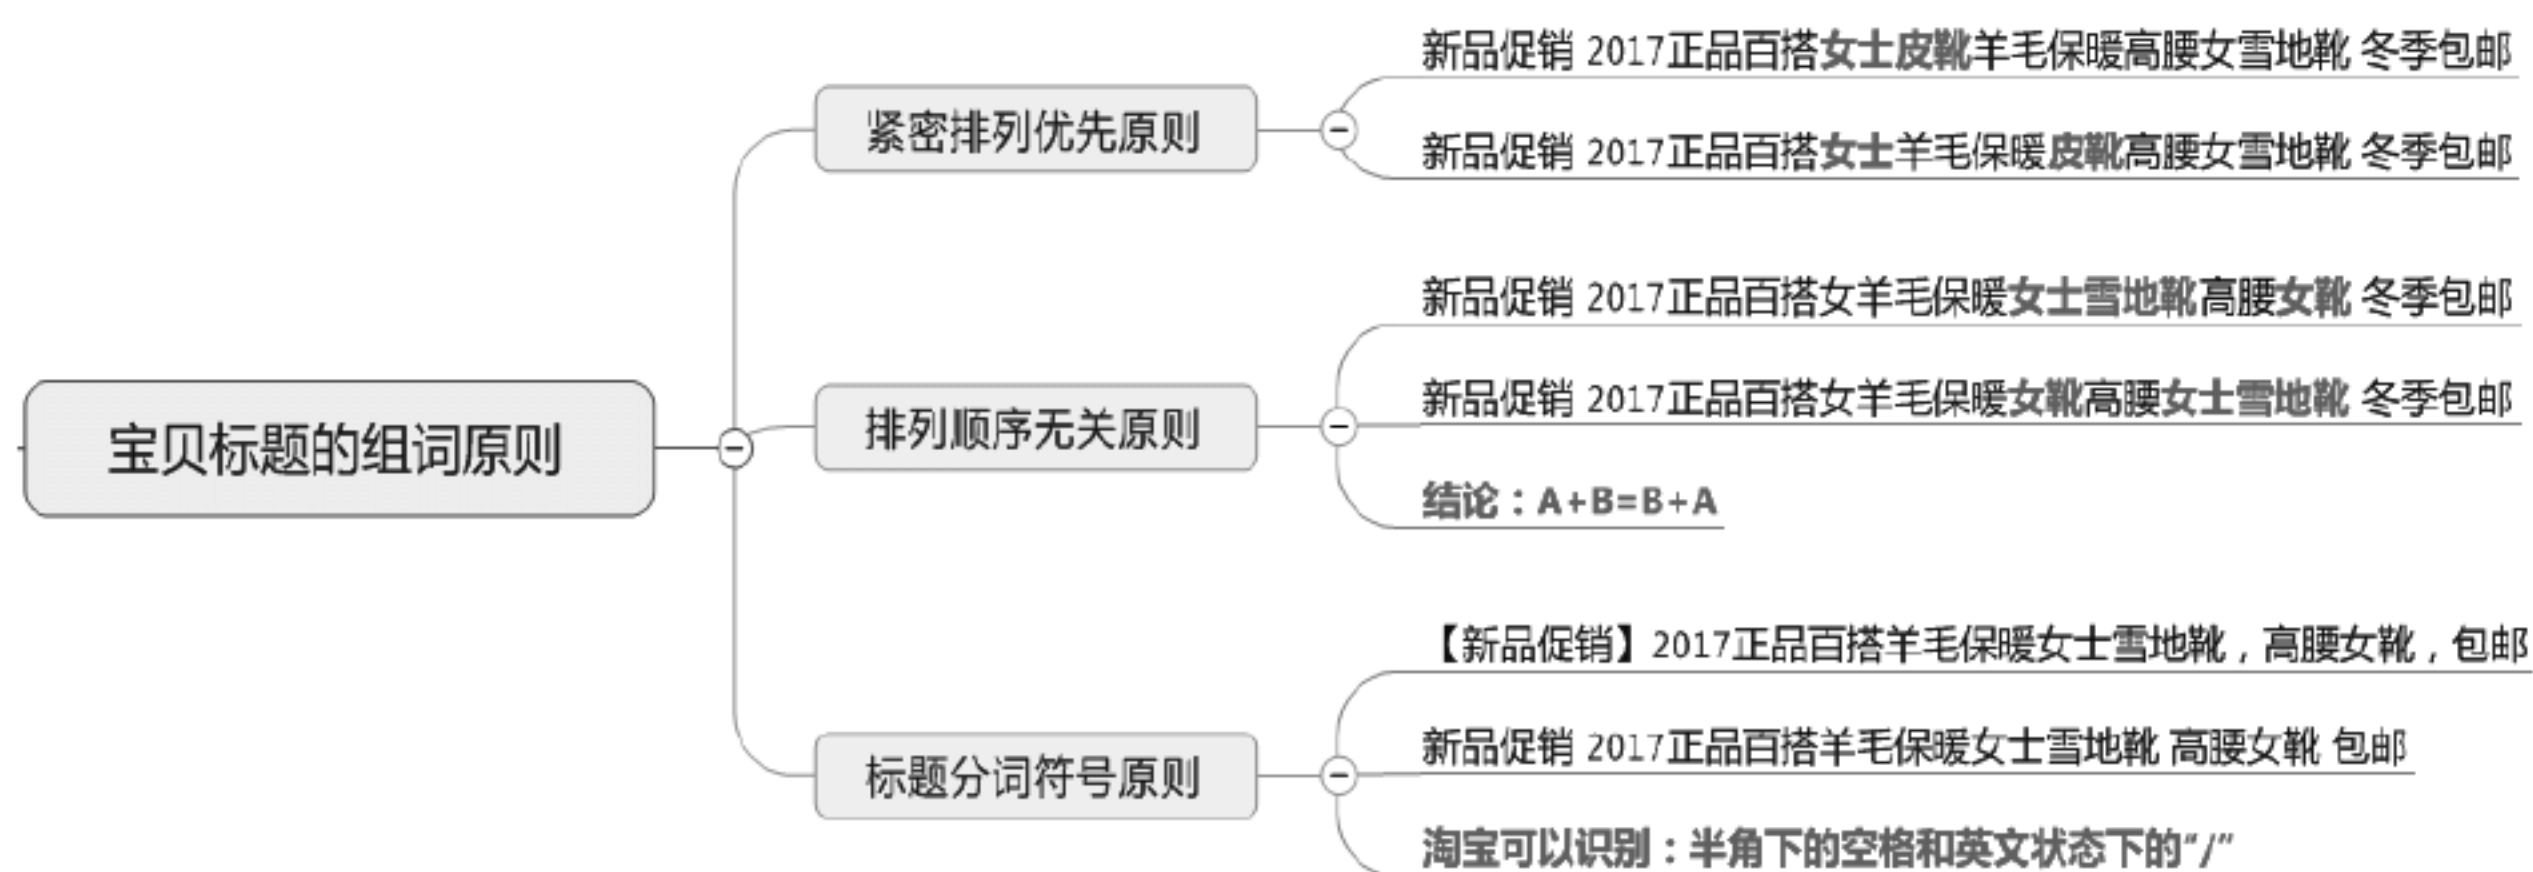 宝贝标题的组词原则
紧密排列优先原则
新品促销 2017正品百搭女士皮靴羊毛保暖高腰女雪地靴 冬季包邮
新品促销 2017正品百搭女士羊毛保暖皮靴高腰女雪地靴 冬季包邮
排列顺序无关原则
新品促销 2017正品百搭女羊毛保暖女士雪地靴高腰女靴 冬季包邮
新品促销 2017正品百搭女羊毛保暖女靴高腰女士雪地靴 冬季包邮
结论：A+B=B+A
标题分词符号原则
【新品促销】2017正品百搭羊毛保暖女士雪地靴，高腰女靴，包邮
新品促销 2017正品百搭羊毛保暖女士雪地靴 高腰女靴 包邮
淘宝可以识别：半角下的空格和英文状态下的“/”